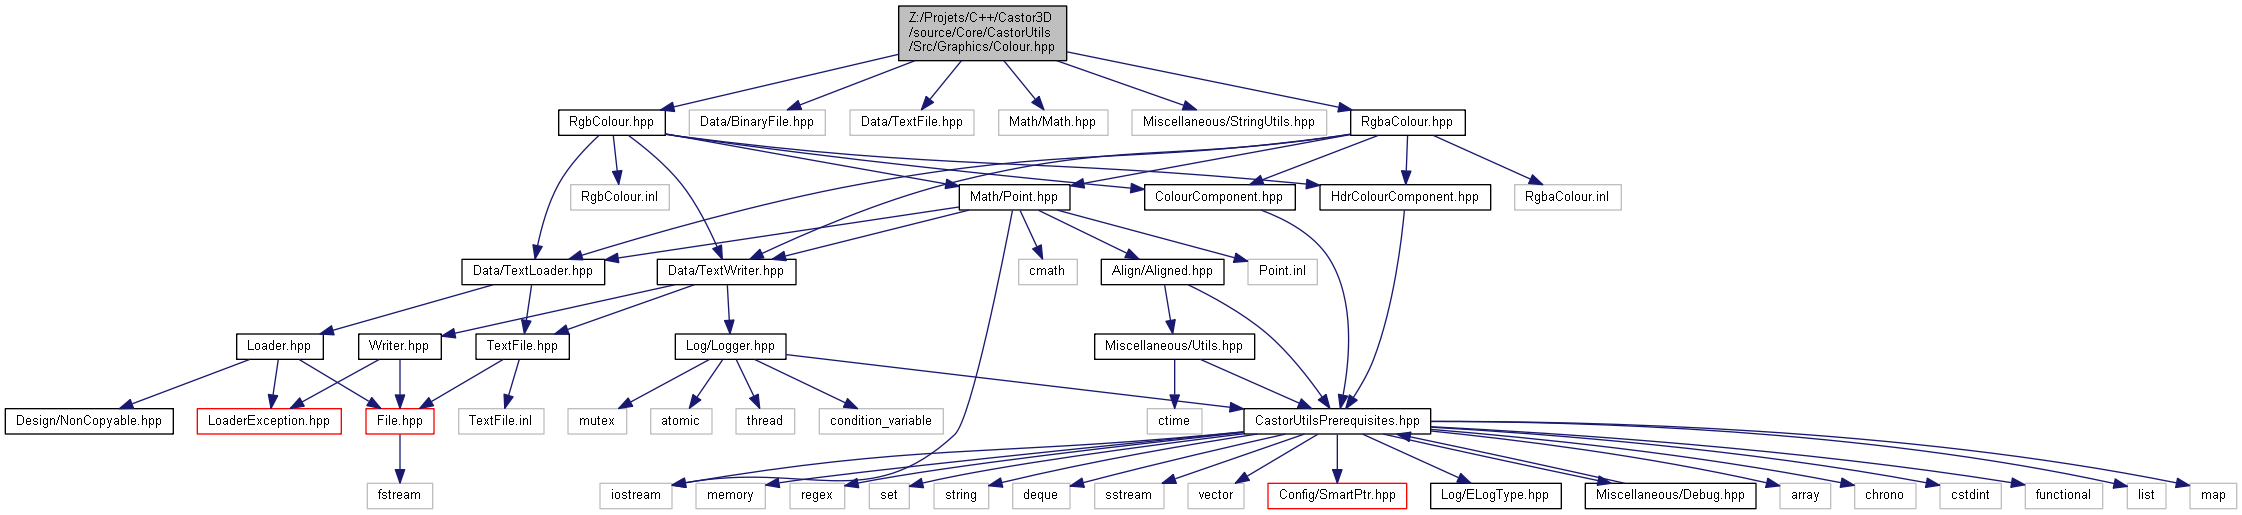 Z:/Projets/C++/Castor3D
/source/Core/CastorUtils
/Src/Graphics/Colour.hpp
RgbColour.hpp
Data/BinaryFile.hpp
Data/TextFile.hpp
Math/Math.hpp
Miscellaneous/StringUtils.hpp
RgbaColour.hpp
RgbColour.inl
Math/Point.hpp
ColourComponent.hpp
HdrColourComponent.hpp
RgbaColour.inl
Data/TextLoader.hpp
Data/TextWriter.hpp
cmath
Align/Aligned.hpp
Point.inl
Loader.hpp
Writer.hpp
TextFile.hpp
Log/Logger.hpp
Miscellaneous/Utils.hpp
Design/NonCopyable.hpp
LoaderException.hpp
File.hpp
TextFile.inl
mutex
atomic
thread
condition_variable
ctime
CastorUtilsPrerequisites.hpp
fstream
iostream
memory
regex
set
string
deque
sstream
vector
Config/SmartPtr.hpp
Log/ELogType.hpp
Miscellaneous/Debug.hpp
array
chrono
cstdint
functional
list
map